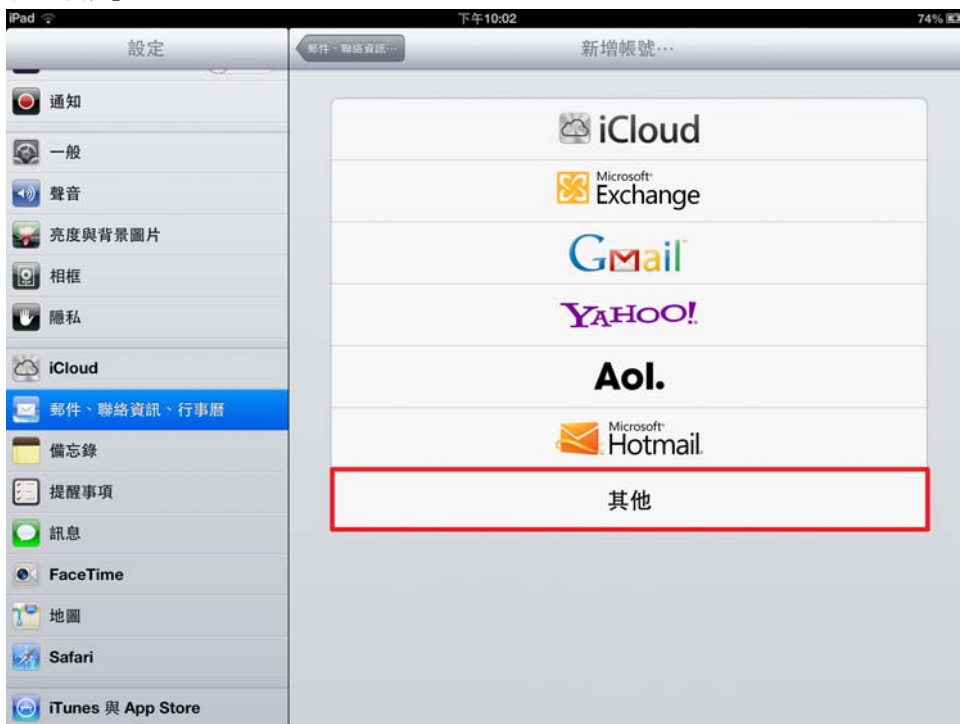 iPad 下午10:02 74%
設定
郵件、聯絡資訊…
新增帳號…
通知
一般
聲音
亮度與背景圖片
相框
隱私
iCloud
郵件、聯絡資訊、行事曆
備忘錄
提醒事項
訊息
FaceTime
地圖
Safari
iTunes 與 App Store
iCloud
Microsoft
Exchange
Gmail
YAHOO!
Aol.
Microsoft
Hotmail
其他